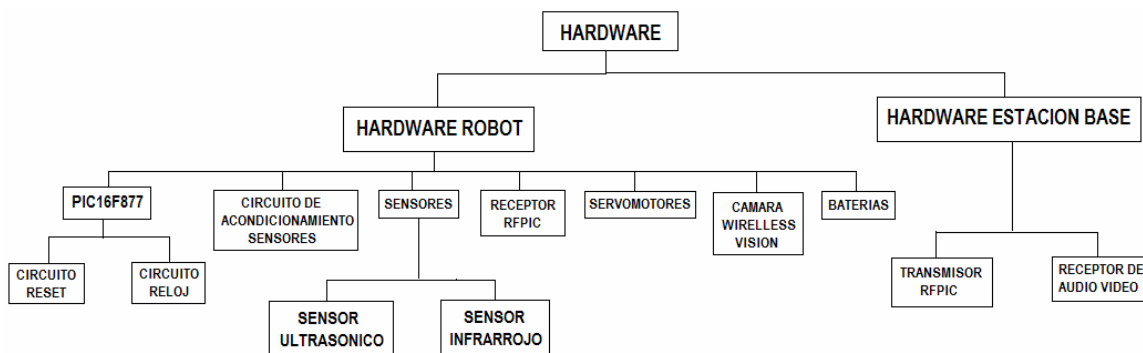 HARDWARE
HARDWARE ROBOT
HARDWARE ESTACION BASE
PIC16F877
CIRCUITO DE
ACONDICIONAMIENTO
SENSORES
SENSORES
RECEPTOR
RFPIC
SERVOMOTORES
CAMARA
WIRELLESS
VISION
BATERIAS
CIRCUITO
RESET
CIRCUITO
RELOJ
TRANSMISOR
RFPIC
RECEPTOR DE
AUDIO VIDEO
SENSOR
ULTRASONICO
SENSOR
INFRARROJO